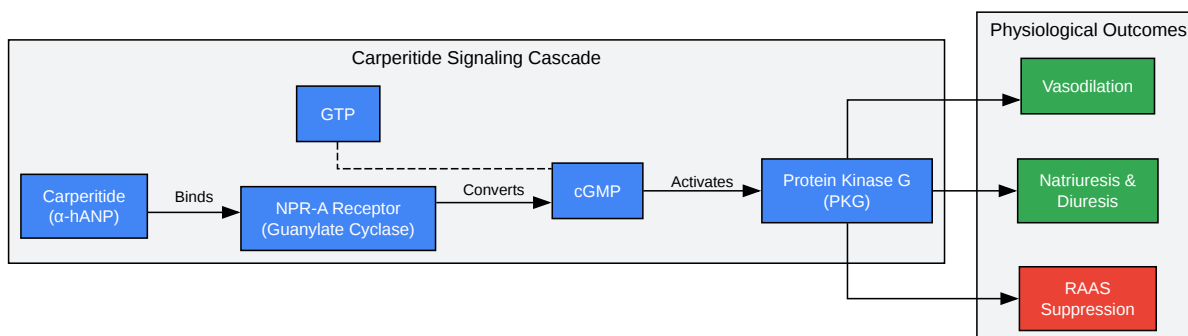 Physiological Outcomes
Carperitide Signaling Cascade
Vasodilation
GTP
Carperitide
(α-hANP)
Binds
NPR-A Receptor
(Guanylate Cyclase)
Converts
cGMP
Activates
Protein Kinase G
(PKG)
Natriuresis &
Diuresis
RAAS
Suppression